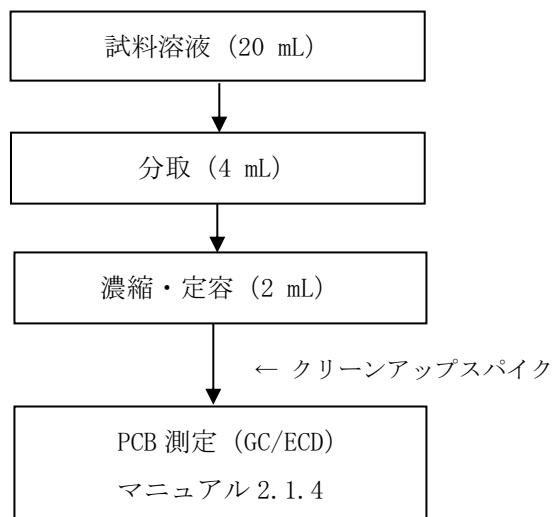 試料溶液 (20 mL)
分取 (4 mL)
濃縮・定容 (2 mL)
← クリーンアップスパイク
PCB 測定 (GC/ECD)
マニュアル 2.1.4